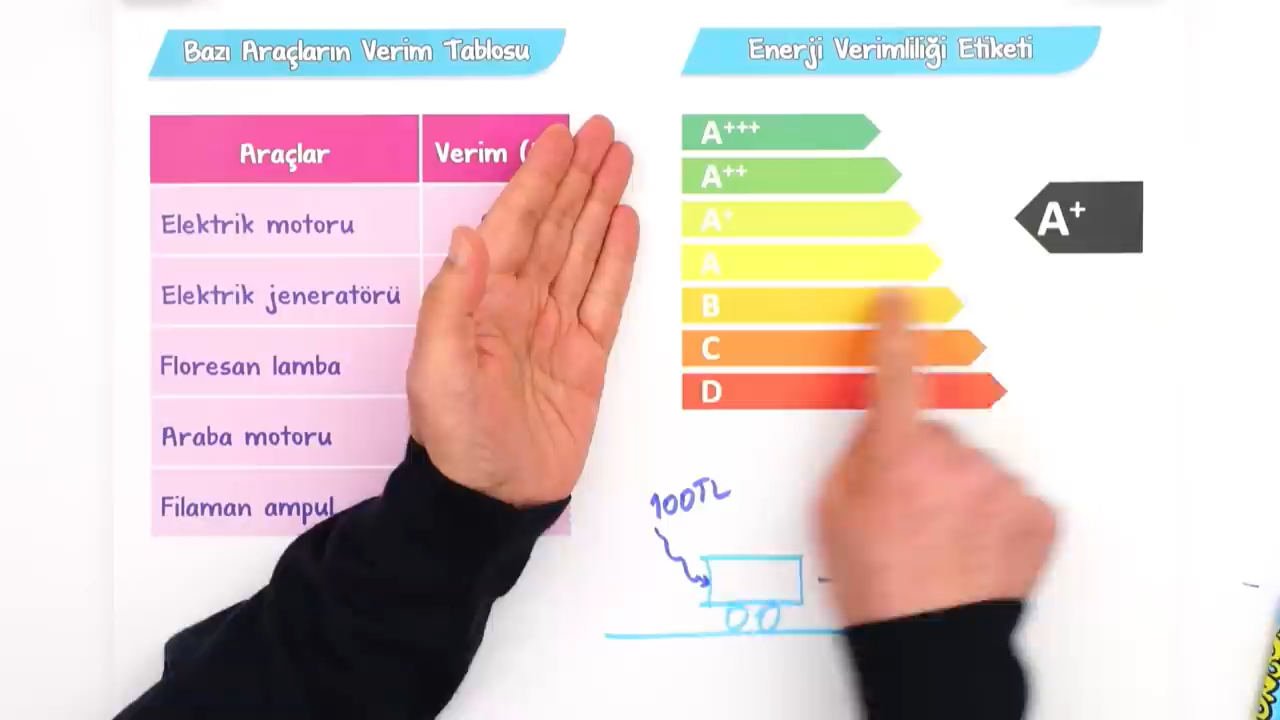 Bazı Araçların Verim Tablosu
Araçlar
Verim (
Elektrik motoru
Elektrik jeneratörü
Floresan lamba
Araba motoru
Filaman ampul
Enerji Verimliliği Etiketi
A+++
A++
A+
A
B
C
D
A+
100TL